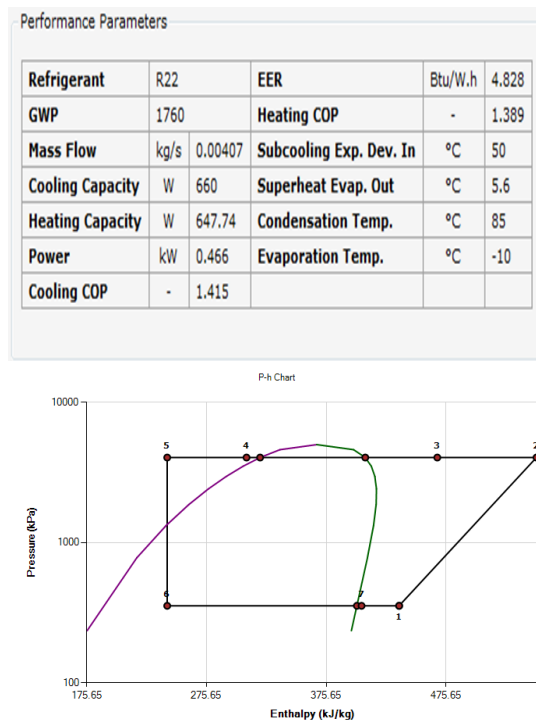 Performance Parameters
Refrigerant R22 EER Btu/W.h 4.828
GWP 1760 Heating COP - 1.389
Mass Flow kg/s 0.00407 Subcooling Exp. Dev. In °C 50
Cooling Capacity W 660 Superheat Evap. Out °C 5.6
Heating Capacity W 647.74 Condensation Temp. °C 85
Power kW 0.466 Evaporation Temp. °C -10
Cooling COP - 1.415
P-h Chart
10000
5 4 3 2
Pressure (kPa)
1000
6 7
1
100
175.65 275.65 375.65 475.65
Enthalpy (kJ/kg)